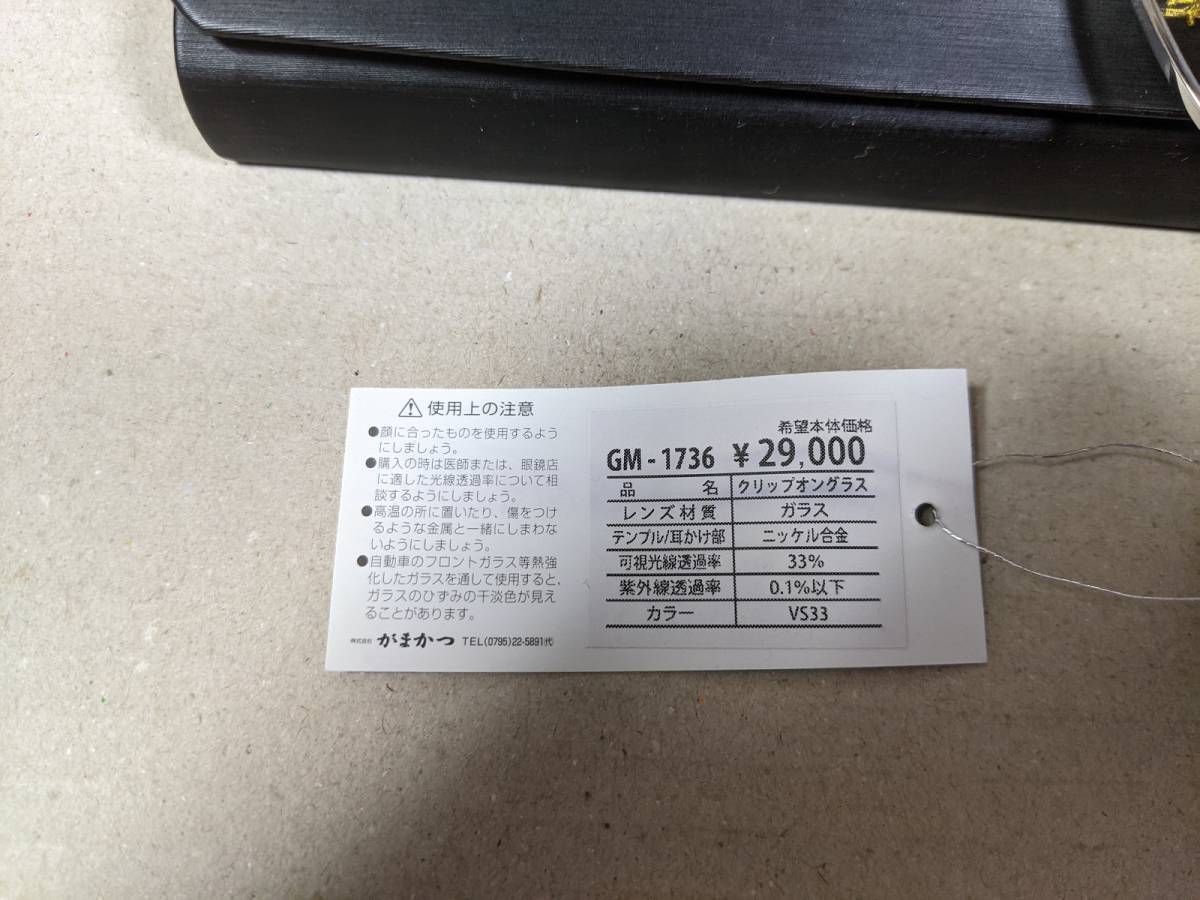 ⚠ 使用上の注意
●顔に合ったものを使用するよう
にしましょう。
●購入の時は医師または、眼鏡店
に適した光線透過率について相
談するようにしましょう。
●高温の所に置いたり、傷をつけ
るような金属と一緒にしまわな
いようにしましょう。
●自動車のフロントガラス等熱強
化したガラスを通して使用すると、
ガラスのひずみの干淡色が見え
ることがあります。
株式会社 がまかつ TEL(0795)22-5891㈹
希望本体価格
GM-1736 ¥29,000
品名 クリップオングラス
レンズ材質 ガラス
テンプル/耳かけ部 ニッケル合金
可視光線透過率 33%
紫外線透過率 0.1%以下
カラー VS33